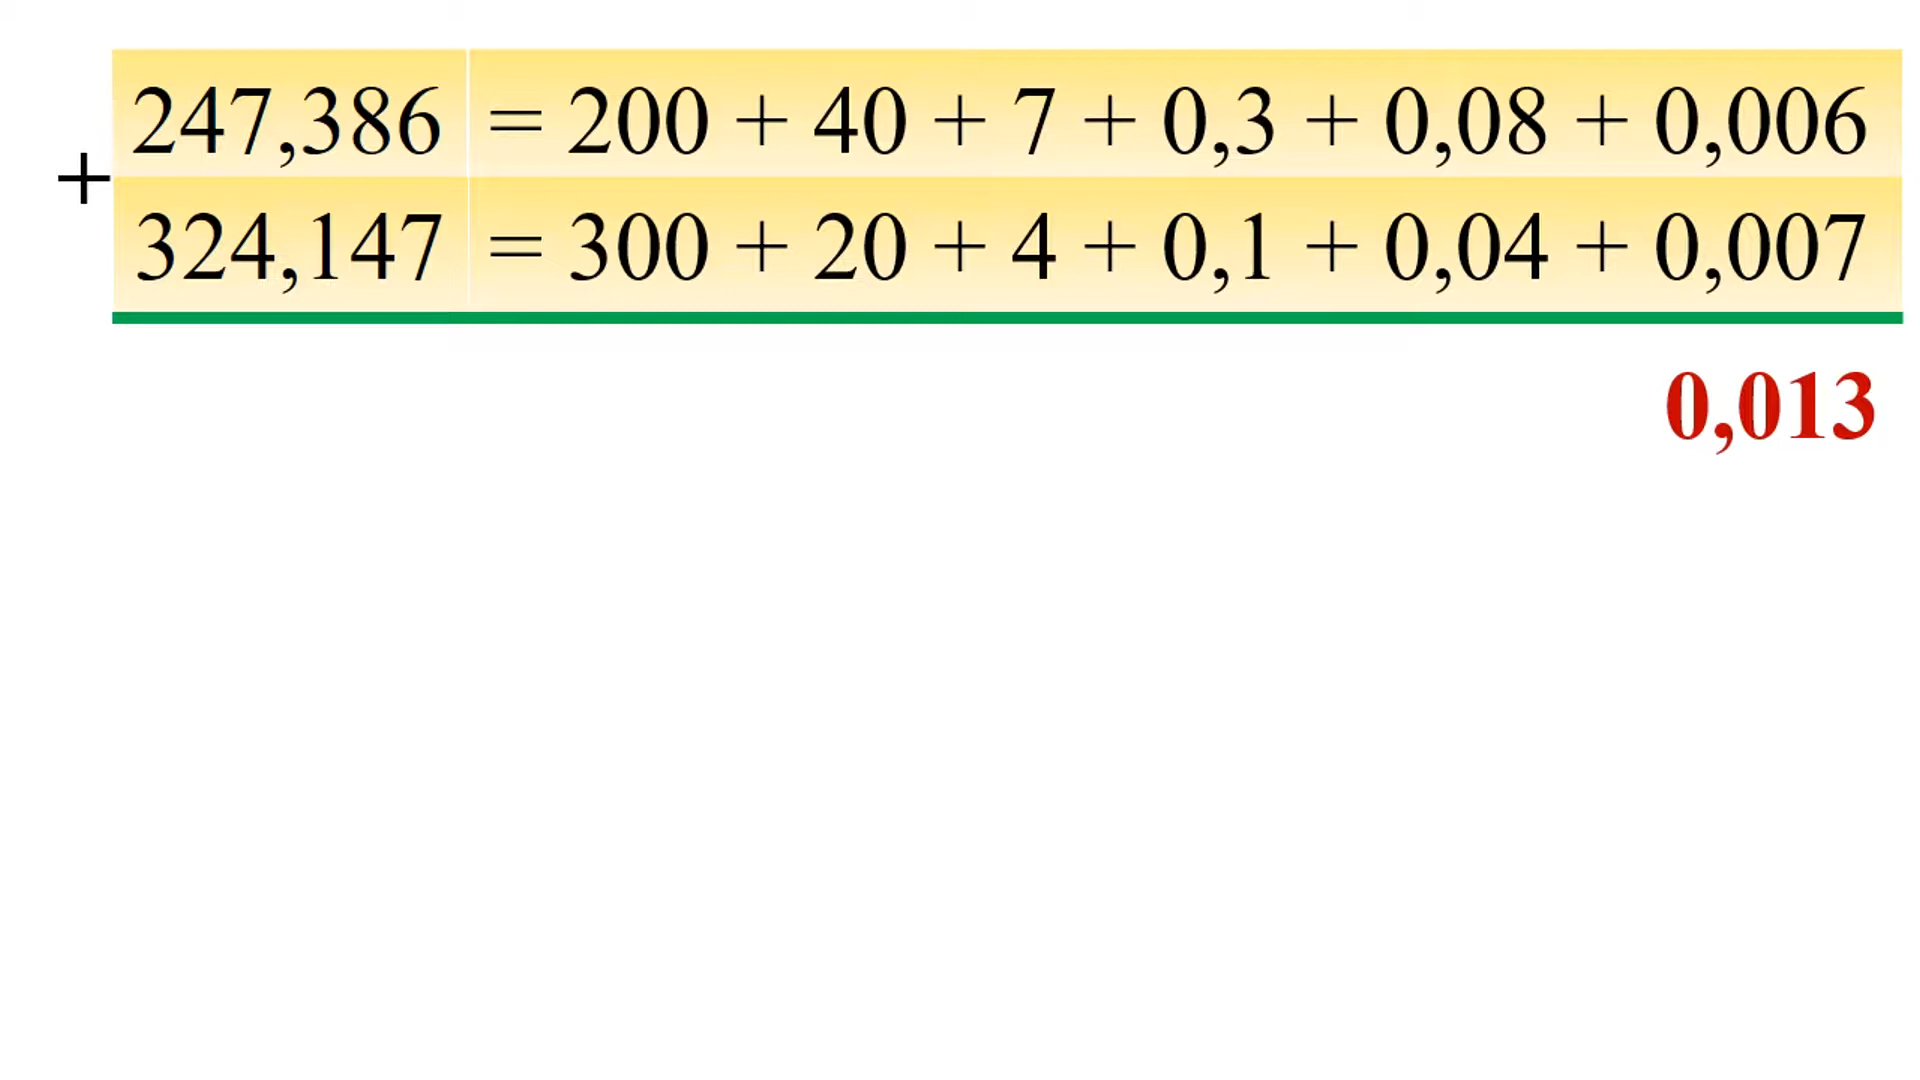 247,386 = 200 + 40 + 7 + 0,3 + 0,08 + 0,006
+
324,147 = 300 + 20 + 4 + 0,1 + 0,04 + 0,007
0,013